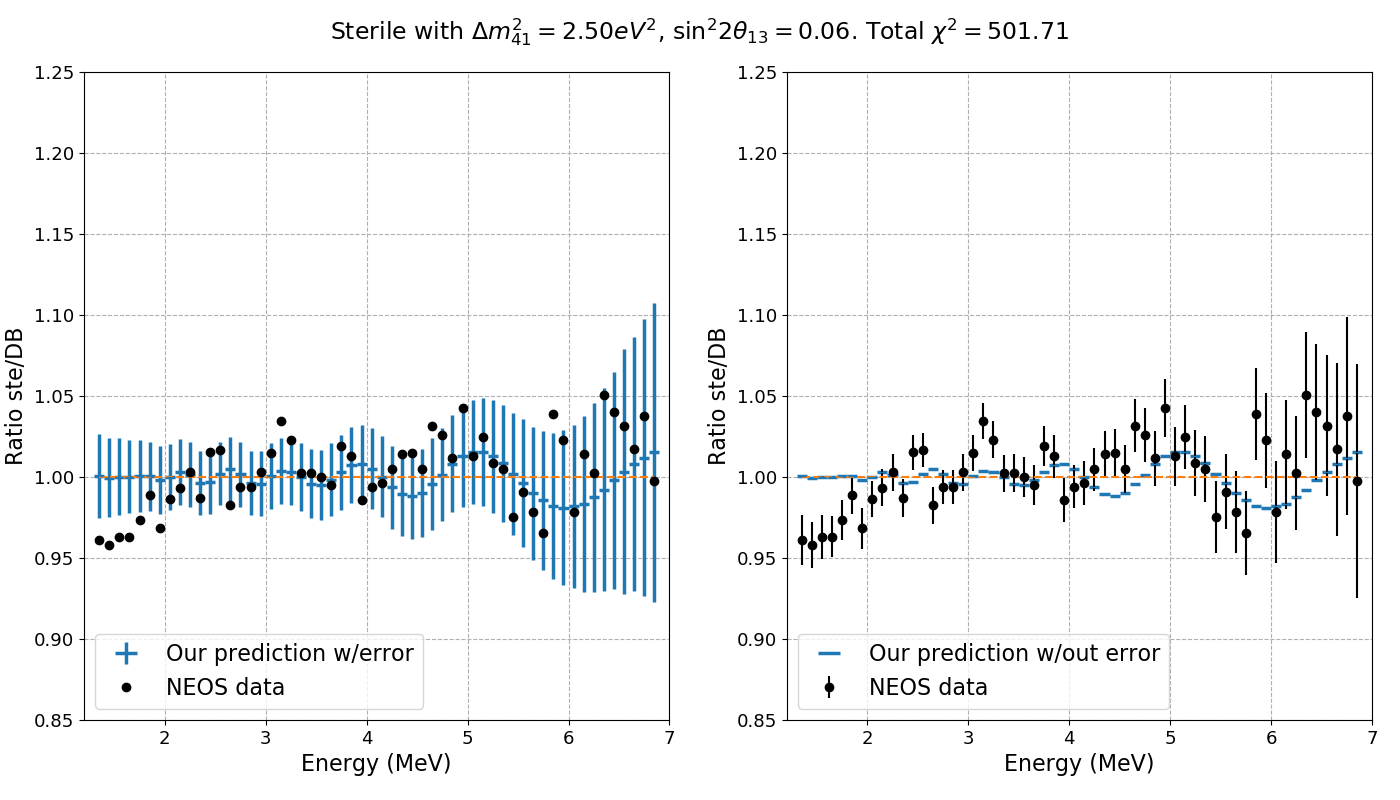 Sterile with Δm²₄₁ = 2.50eV², sin²2θ₁₃ = 0.06. Total χ² = 501.71
Ratio ste/DB
1.25
1.20
1.15
1.10
1.05
1.00
0.95
0.90
0.85
Our prediction w/error
NEOS data
2 3 4 5 6 7
Energy (MeV)
Ratio ste/DB
1.25
1.20
1.15
1.10
1.05
1.00
0.95
0.90
0.85
Our prediction w/out error
NEOS data
2 3 4 5 6 7
Energy (MeV)